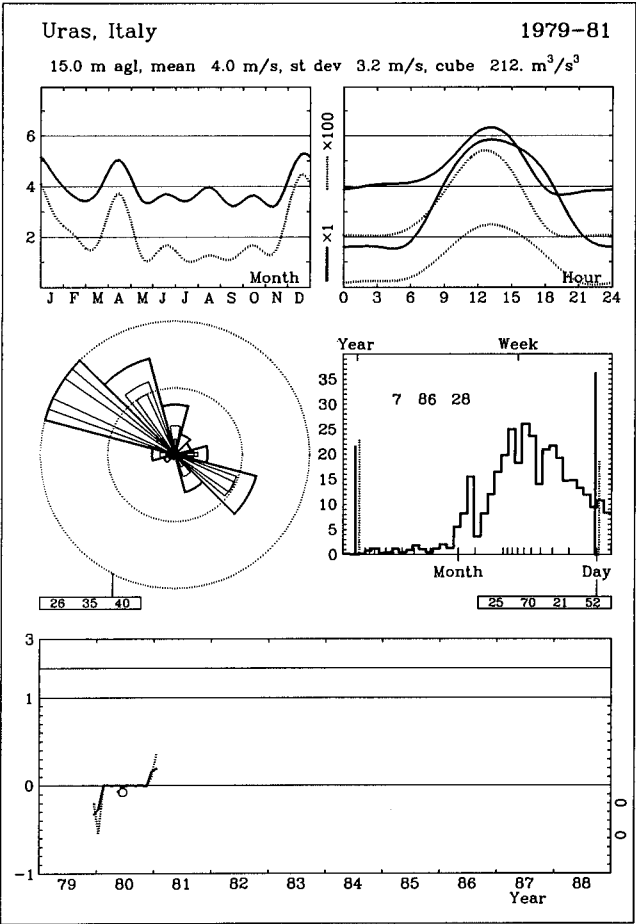 Uras, Italy 1979-81
15.0 m agl, mean 4.0 m/s, st dev 3.2 m/s, cube 212. m³/s³
6
4
2
Month
J F M A M J J A S O N D
×100
×1
Hour
0 3 6 9 12 15 18 21 24
Year Week
35
30
25
20
15
10
5
0
7 86 28
Month Day
26 35 40
25 70 21 52
3
1
0
-1
0
0
79 80 81 82 83 84 85 86 87 88
Year